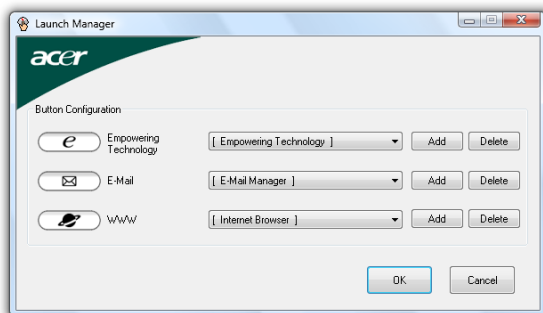 Launch Manager
acer
Button Configuration
e
Empowering
Technology
[ Empowering Technology ]
Add
Delete
E-Mail
[ E-Mail Manager ]
Add
Delete
WWW
[ Internet Browser ]
Add
Delete
OK
Cancel